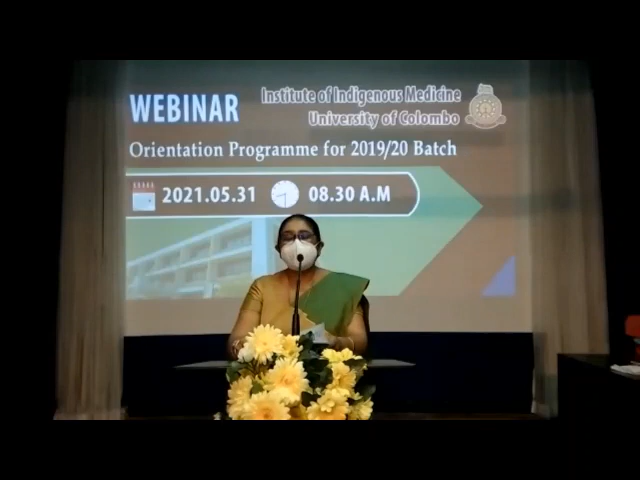 WEBINAR
Institute of Indigenous Medicine
University of Colombo
Orientation Programme for 2019/20 Batch
2021.05.31 08.30 A.M